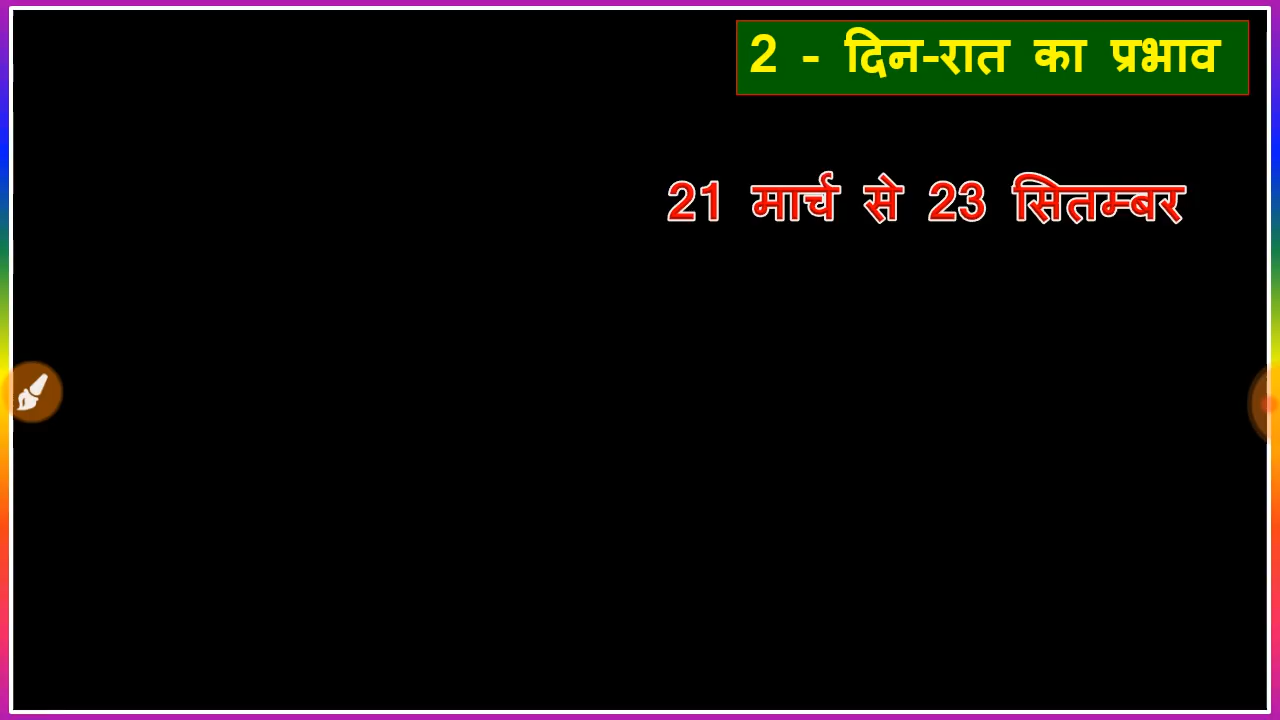 2 - दिन-रात का प्रभाव
21 मार्च से 23 सितम्बर